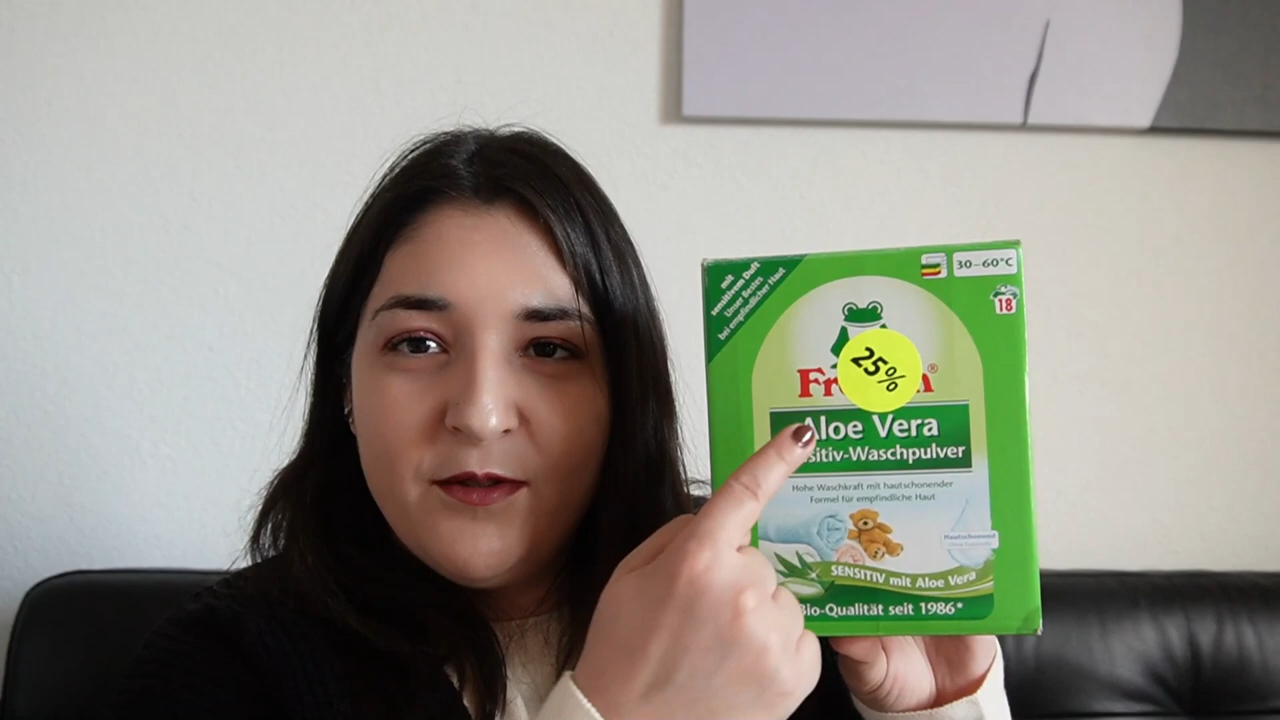 mit
sensitivem Duft
Unser Bestes
bei empfindlicher Haut
30–60°C
18
25%
Aloe Vera
Waschpulver
Hohe Waschkraft mit hautschonender
Formel für empfindliche Haut
Hautschonend
SENSITIV mit Aloe Vera
Bio-Qualität seit 1986*